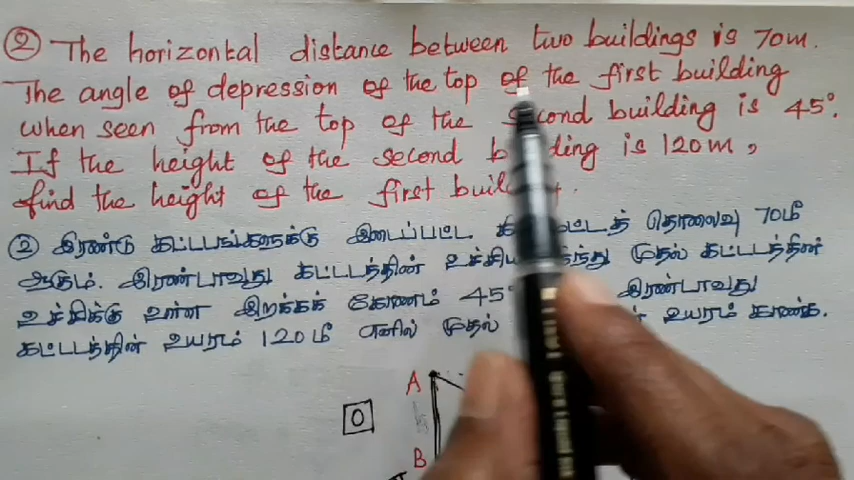 ② The horizontal distance between two buildings is 70m.
The angle of depression of the top of the first building
when seen from the top of the second building is 45°.
If the height of the second building is 120m,
find the height of the first
② இரண்டு கட்டடங்களுக்கு இடைப்பட்ட தொலைவு 70மீ
ஆகும். இரண்டாவது கட்டடத்தின் முதல் கட்டடத்தின்
உச்சிக்கு உள்ள இறக்கக் கோணம் 45° இரண்டாவது
கட்டடத்தின் உயரம் 120மீ எனில் முதல் உயரம் காண்க.
A
0
B